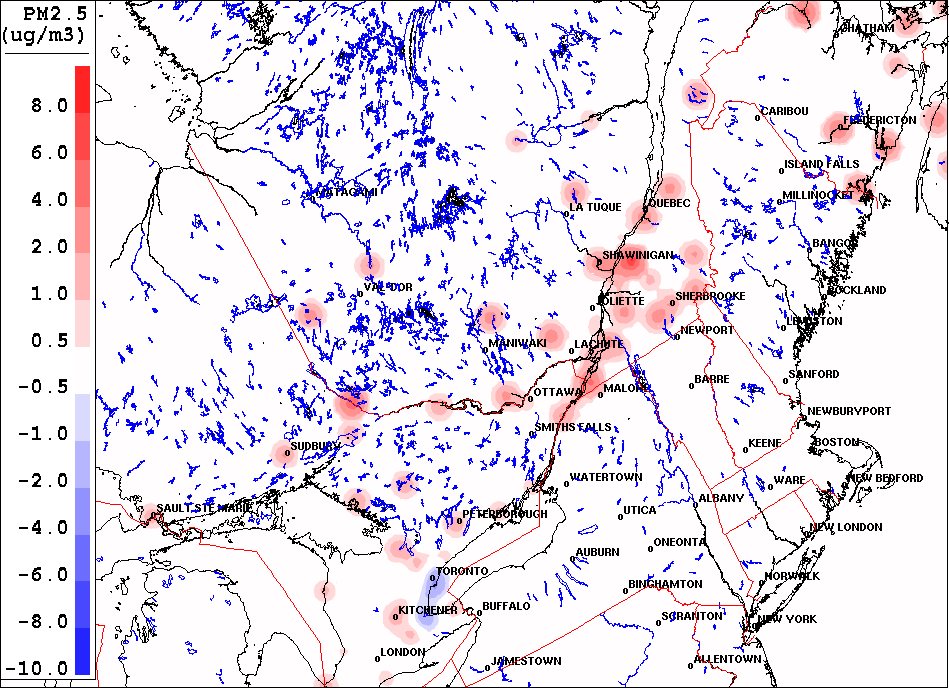 PM2.5
(ug/m3)
8.0
6.0
4.0
2.0
1.0
0.5
-0.5
-1.0
-2.0
-4.0
-6.0
-8.0
-10.0
CHATHAM
CARIBOU
FREDERICTON
ISLAND FALLS
MATAGAMI
MILLINOCKET
QUEBEC
LA TUQUE
BANGOR
SHAWINIGAN
VAL-DOR
ROCKLAND
SHERBROOKE
JOLIETTE
LEWISTON
NEWPORT
MANIWAKI
LACHUTE
SANFORD
BARRE
MALONE
OTTAWA
NEWBURYPORT
SMITHS FALLS
KEENE
BOSTON
SUDBURY
WATERTOWN
WARE
NEW BEDFORD
ALBANY
SAULT STE MARIE
PETERBOROUGH
UTICA
NEW LONDON
ONEONTA
AUBURN
TORONTO
NORWALK
BINGHAMTON
KITCHENER
BUFFALO
SCRANTON
NEW YORK
LONDON
JAMESTOWN
ALLENTOWN